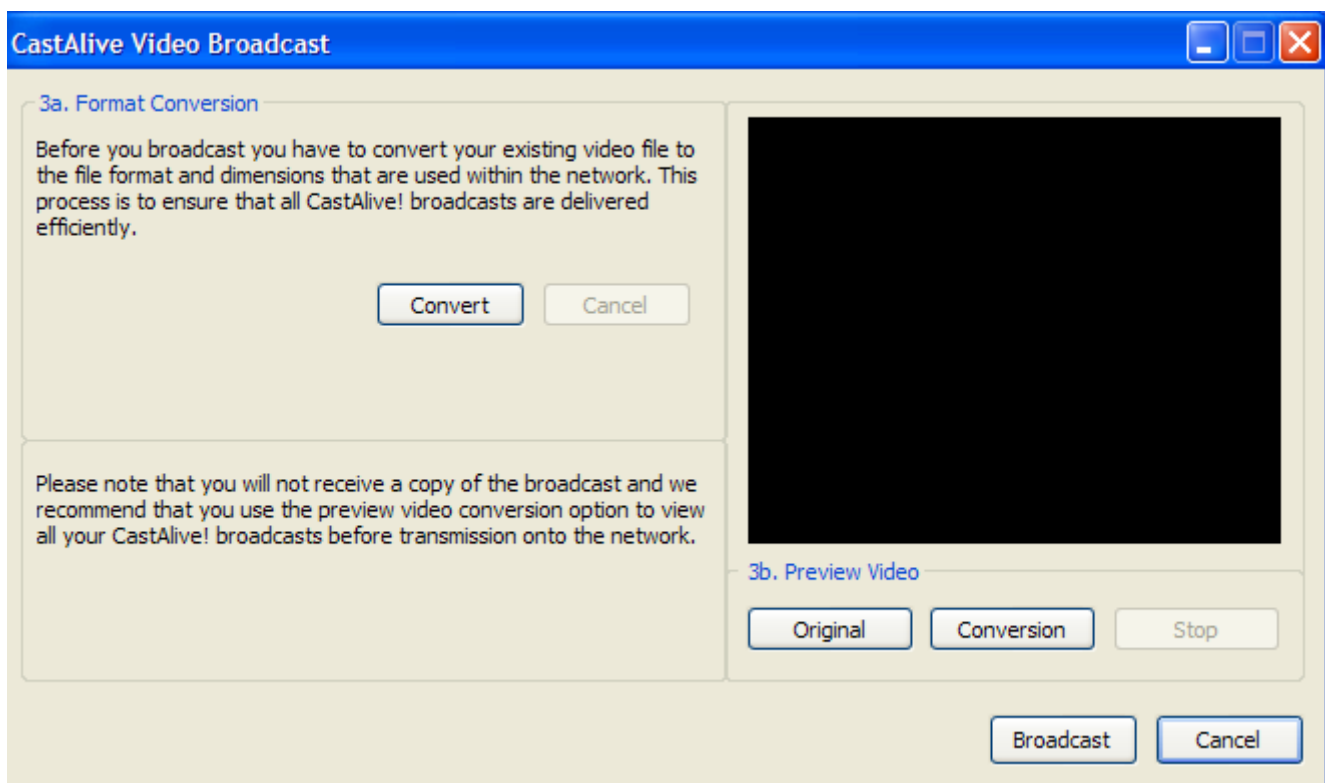 CastAlive Video Broadcast
3a. Format Conversion
Before you broadcast you have to convert your existing video file to
the file format and dimensions that are used within the network. This
process is to ensure that all CastAlive! broadcasts are delivered
efficiently.
Convert
Cancel
Please note that you will not receive a copy of the broadcast and we
recommend that you use the preview video conversion option to view
all your CastAlive! broadcasts before transmission onto the network.
3b. Preview Video
Original
Conversion
Stop
Broadcast
Cancel